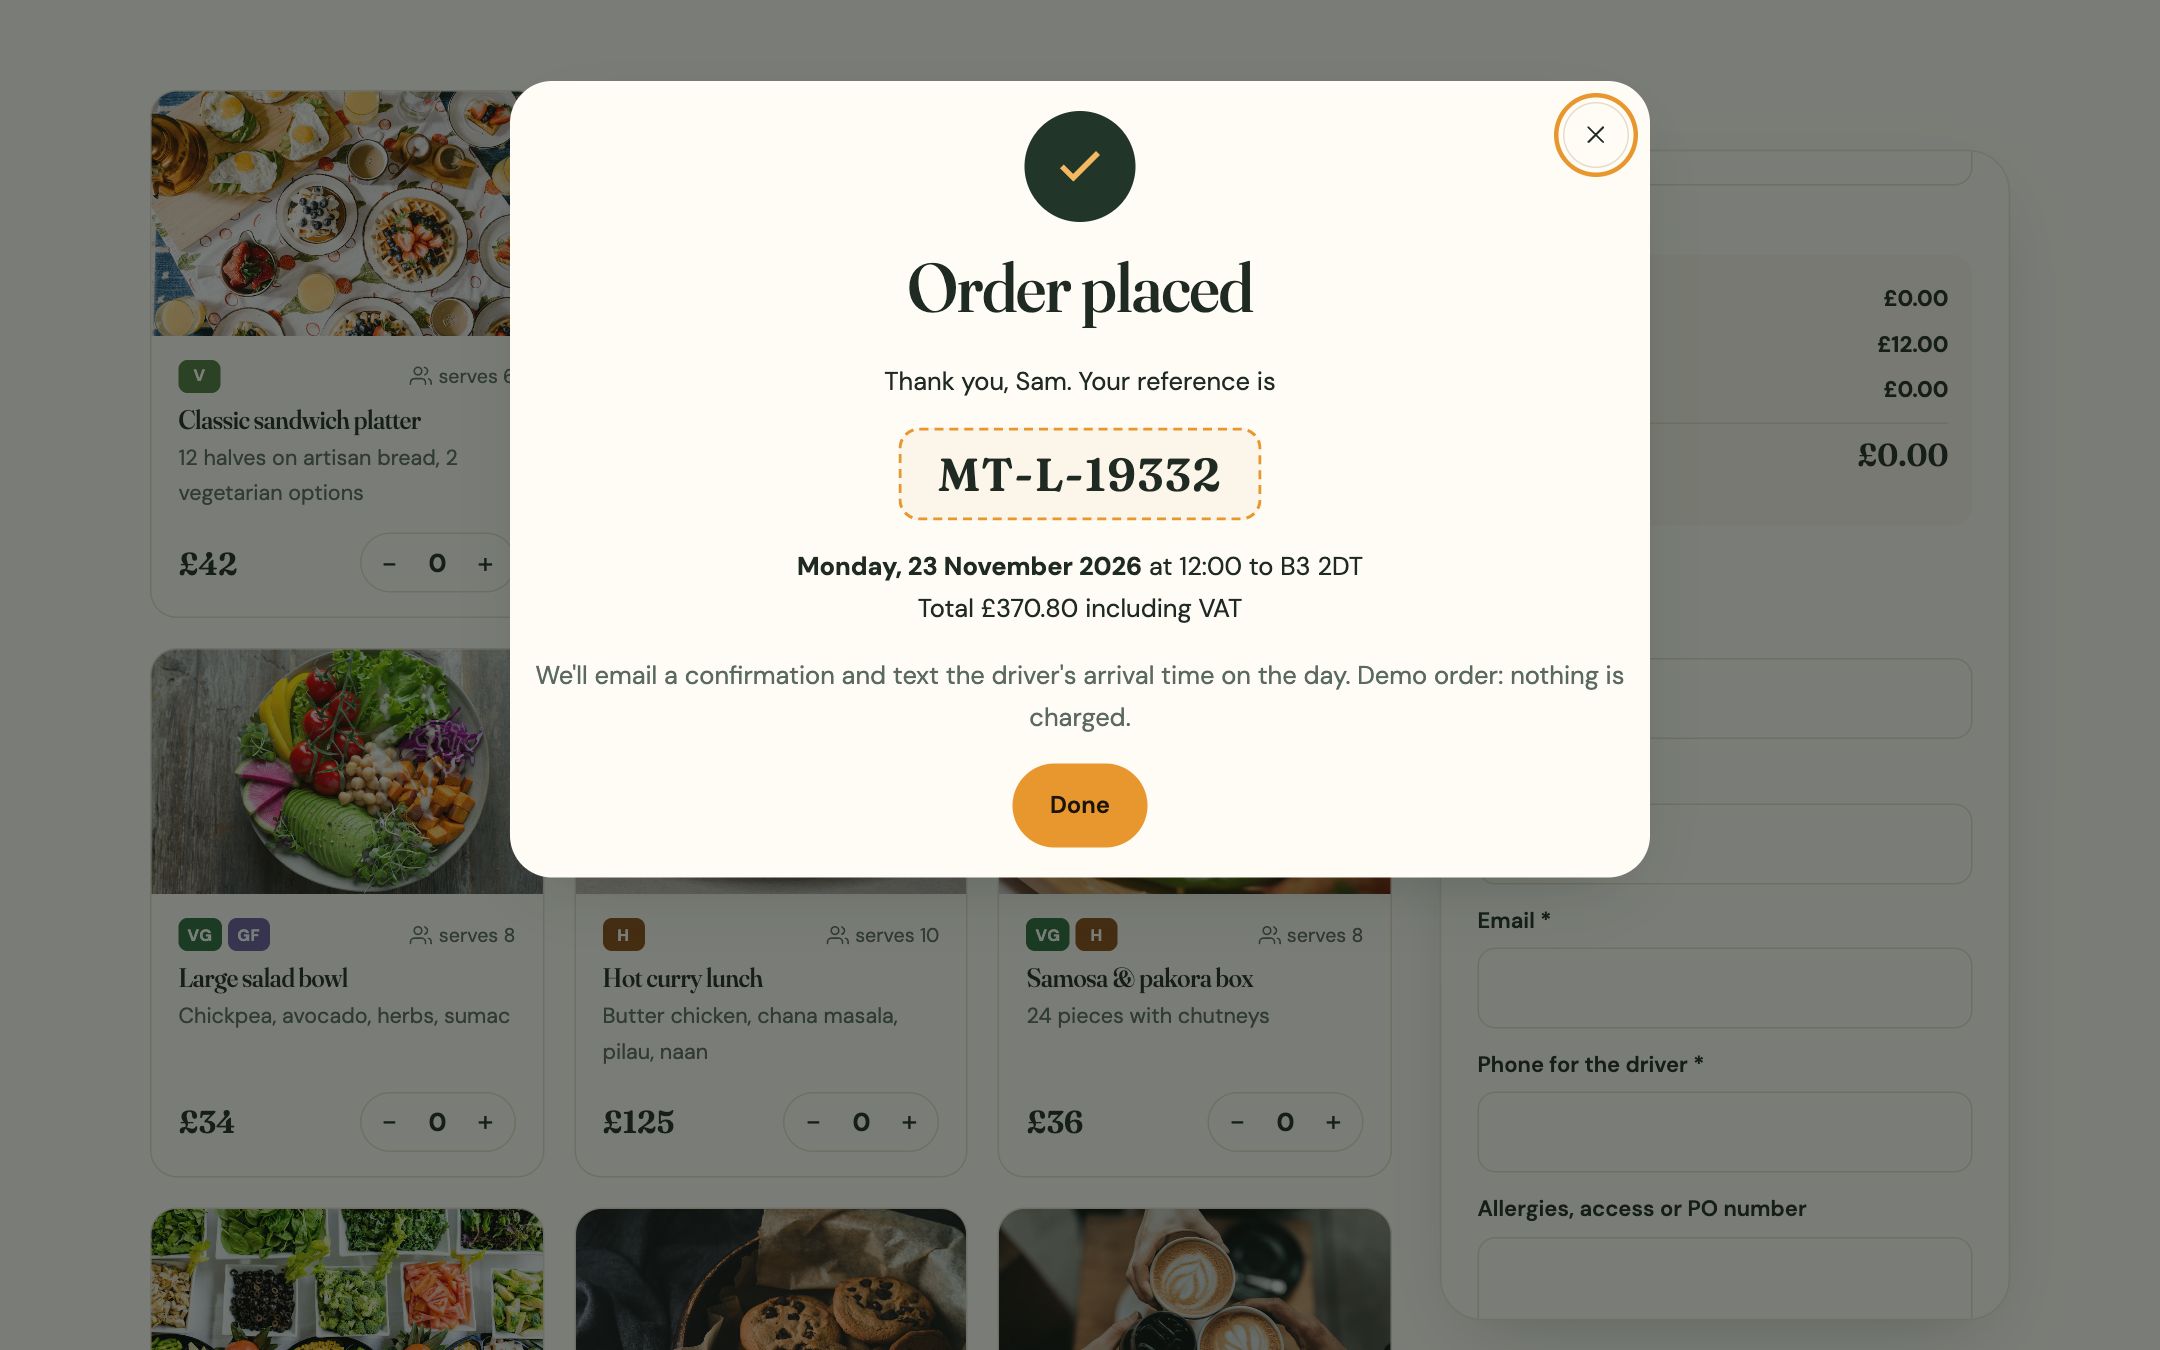 Order placed
Thank you, Sam. Your reference is
MT-L-19332
Monday, 23 November 2026 at 12:00 to B3 2DT
Total £370.80 including VAT
We'll email a confirmation and text the driver's arrival time on the day. Demo order: nothing is
charged.
Done
V
serves
Classic sandwich platter
12 halves on artisan bread, 2
vegetarian options
£42
− 0 +
VG GF
serves 8
Large salad bowl
Chickpea, avocado, herbs, sumac
£34
− 0 +
H
serves 10
Hot curry lunch
Butter chicken, chana masala,
pilau, naan
£125
− 0 +
VG H
serves 8
Samosa & pakora box
24 pieces with chutneys
£36
− 0 +
£0.00
£12.00
£0.00
£0.00
Email *
Phone for the driver *
Allergies, access or PO number